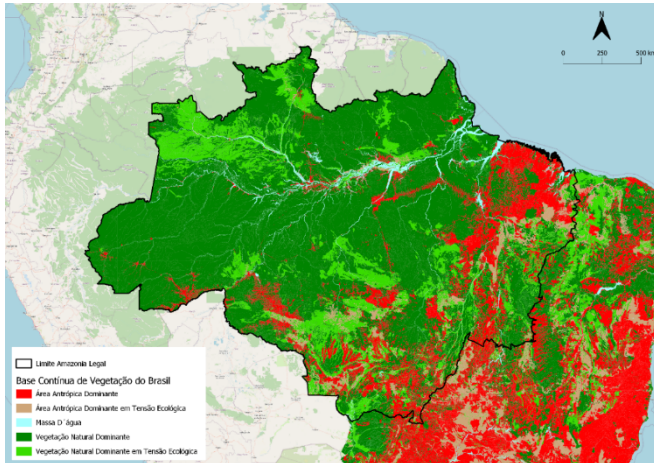 N
0 250 500 km
Limite Amazonia Legal
Base Contínua de Vegetação do Brasil
Área Antrópica Dominante
Área Antrópica Dominante em Tensão Ecológica
Massa D´água
Vegetação Natural Dominante
Vegetação Natural Dominante em Tensão Ecológica